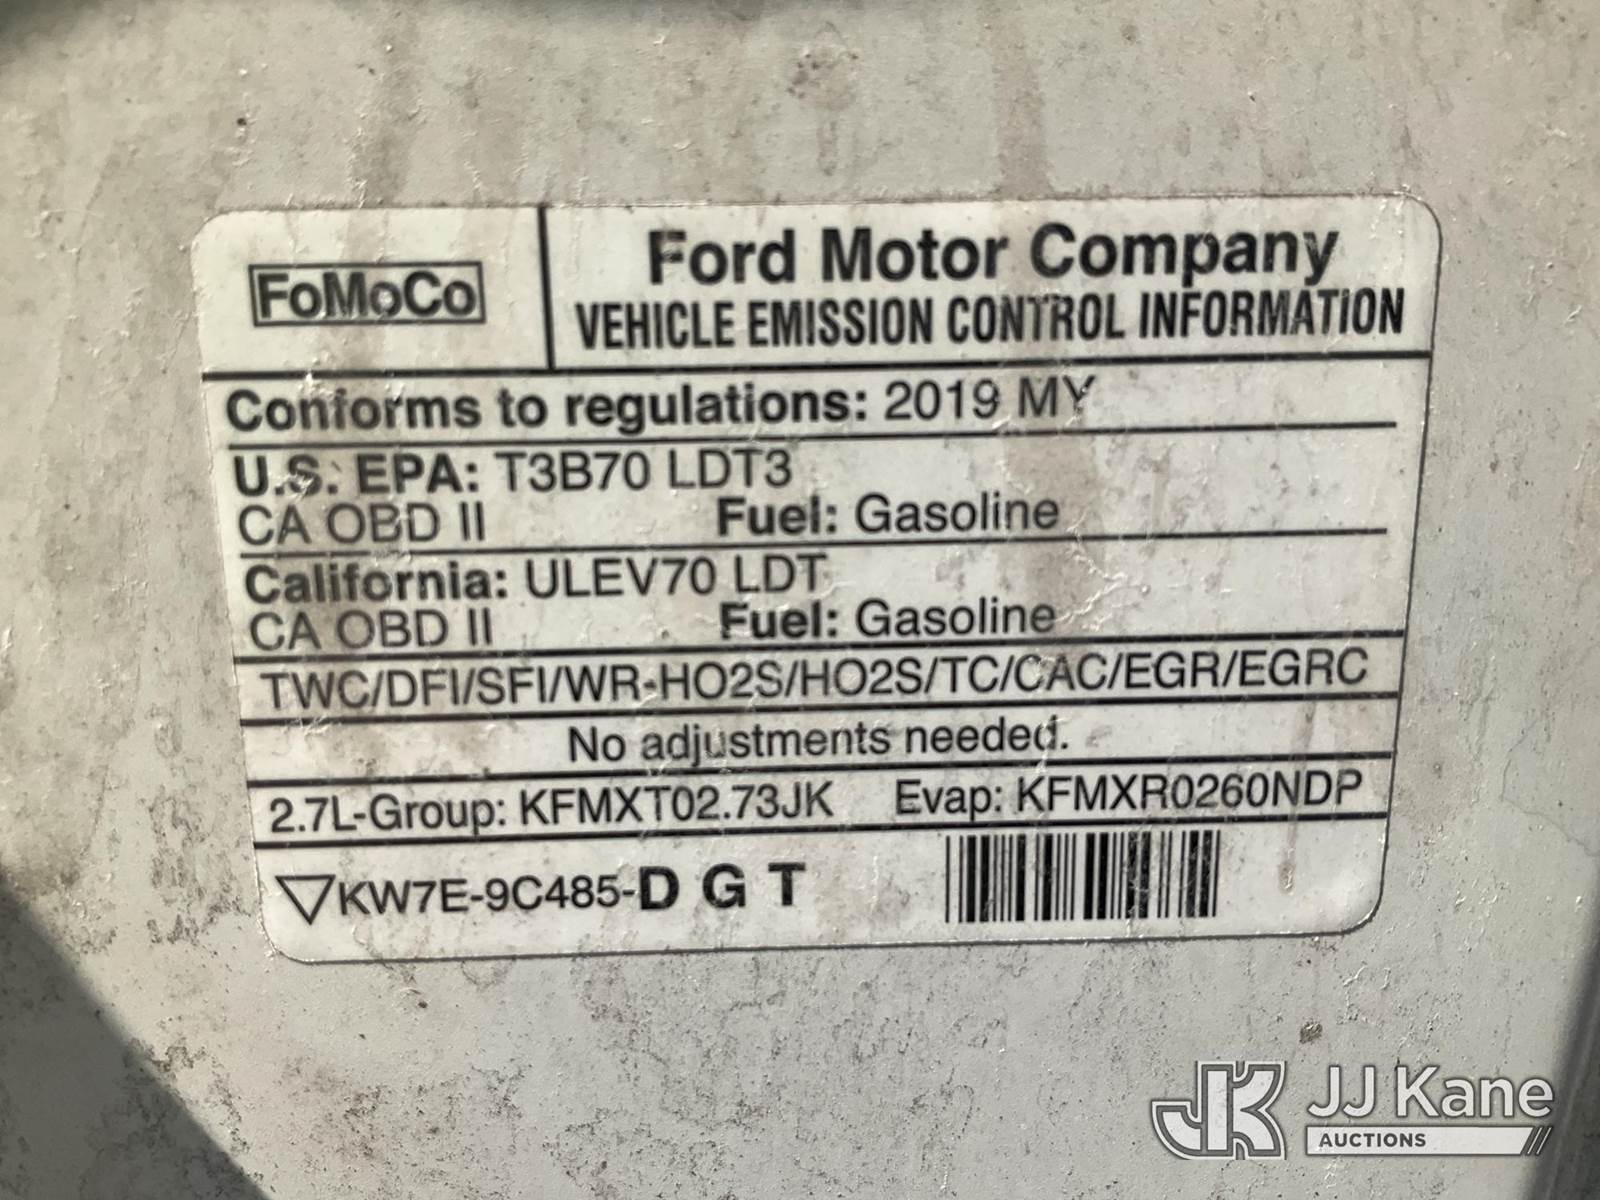 FoMoCo
Ford Motor Company
VEHICLE EMISSION CONTROL INFORMATION
Conforms to regulations: 2019 MY
U.S. EPA: T3B70 LDT3
CA OBD II Fuel: Gasoline
California: ULEV70 LDT
CA OBD II Fuel: Gasoline
TWC/DFI/SFI/WR-HO2S/HO2S/TC/CAC/EGR/EGRC
No adjustments needed.
2.7L-Group: KFMXT02.73JK Evap: KFMXR0260NDP
KW7E-9C485-D G T
JK JJ Kane
AUCTIONS